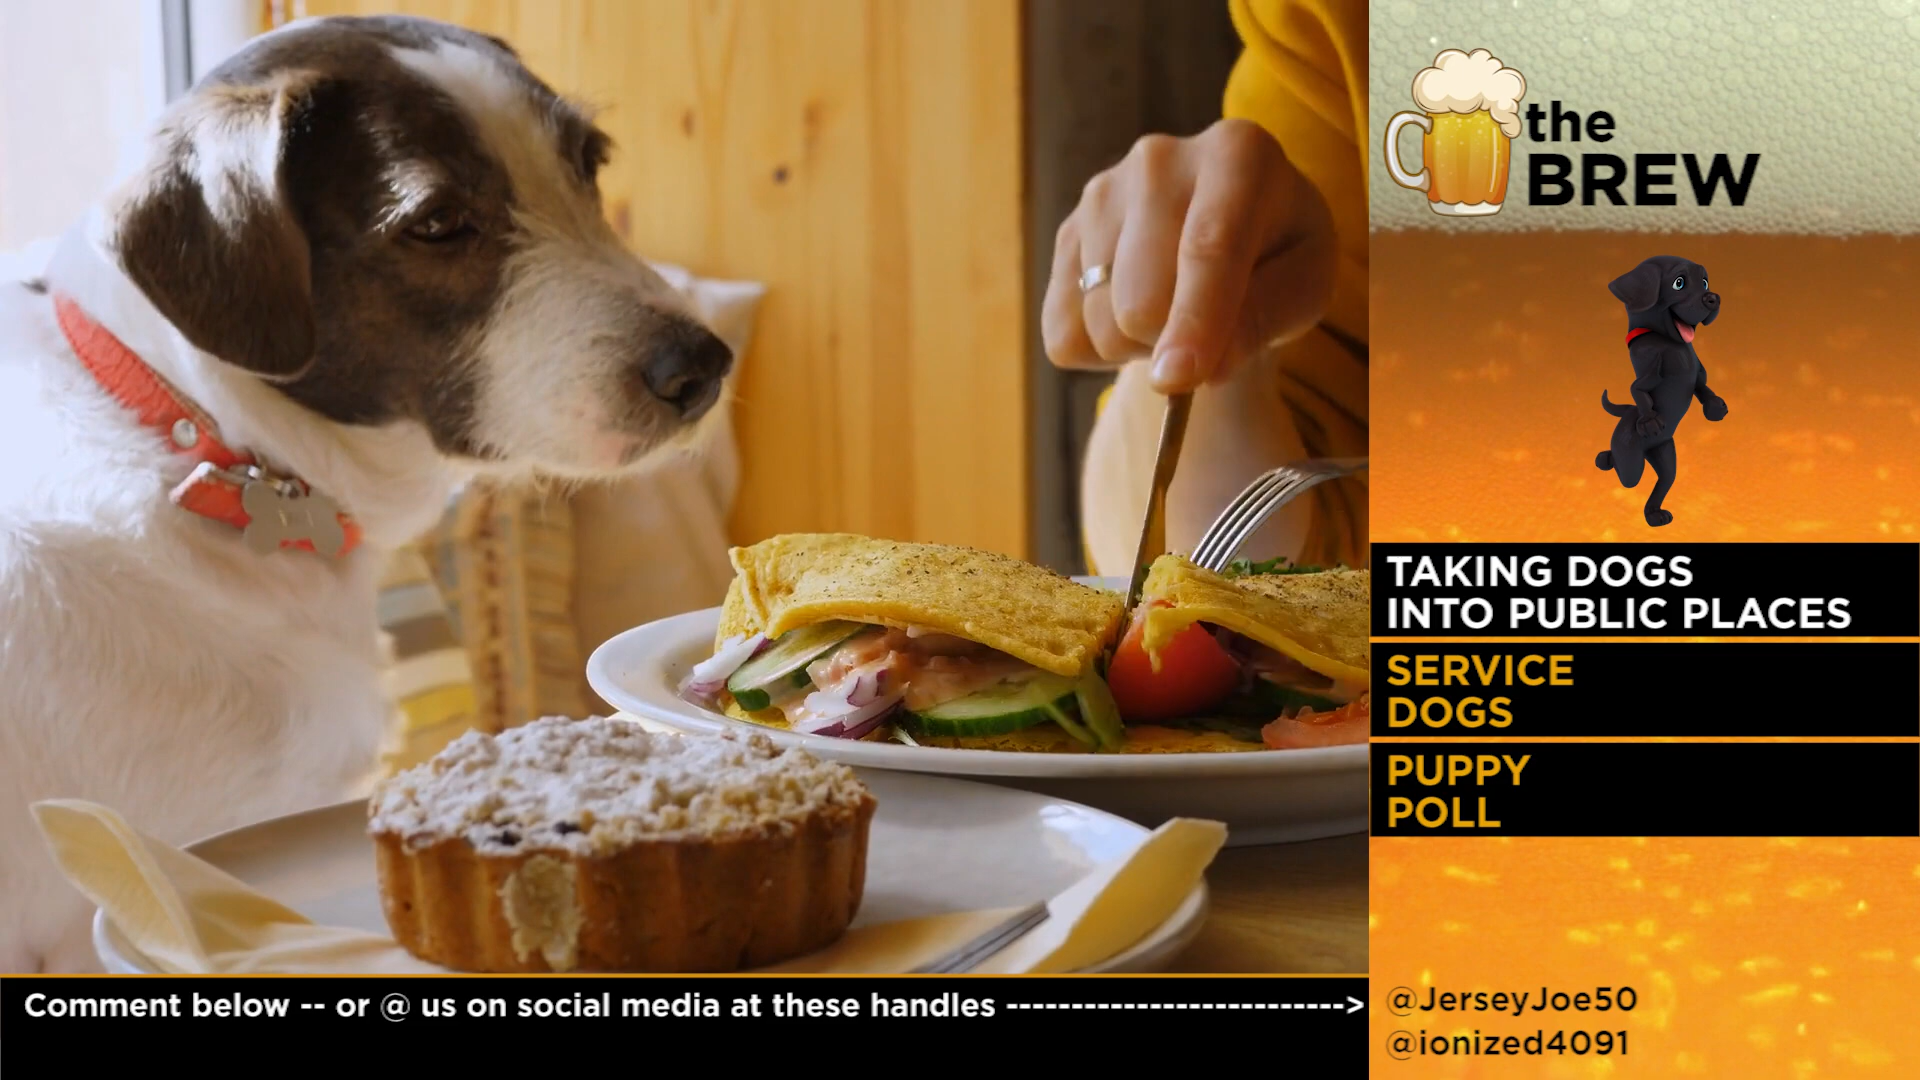 the
BREW
TAKING DOGS
INTO PUBLIC PLACES
SERVICE
DOGS
PUPPY
POLL
Comment below -- or @ us on social media at these handles -------------------------->
@JerseyJoe50
@ionized4091